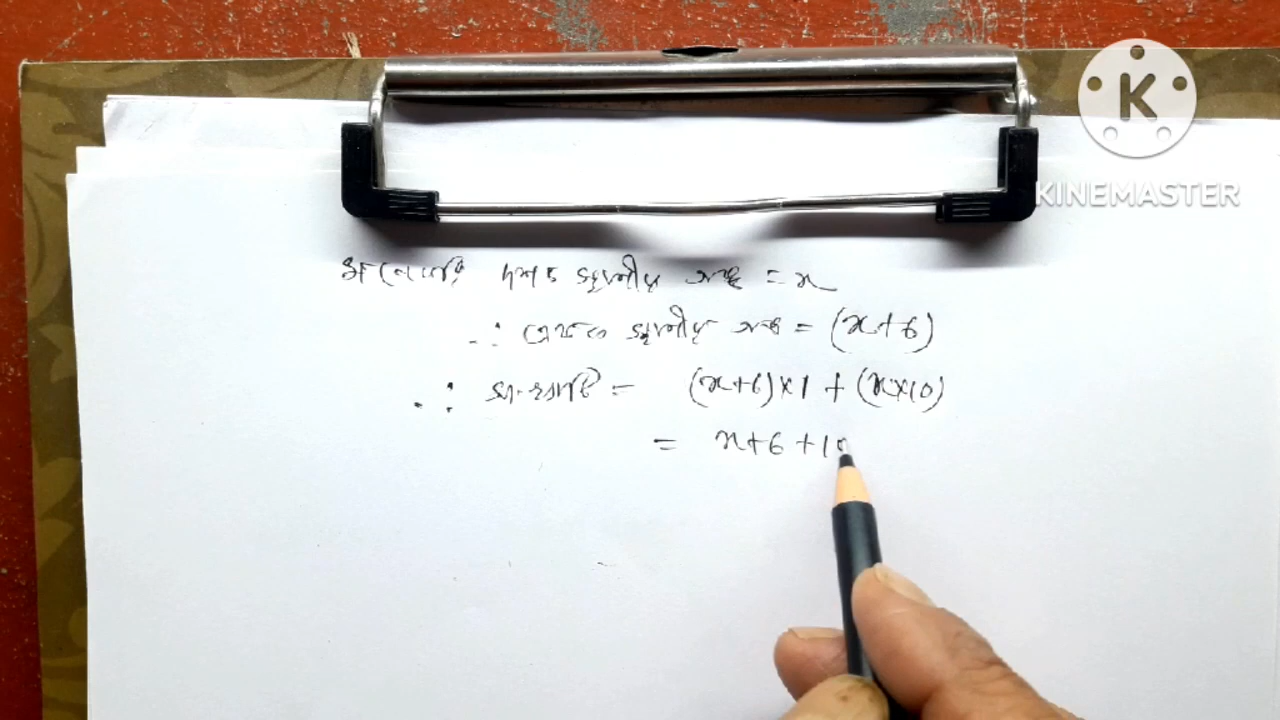 K
KINEMASTER
দশক স্থানীয় অঙ্ক = x
∴ একক স্থানীয় অঙ্ক = (x+6)
∴ সংখ্যাটি = (x+6)×1 + (x×10)
= x+6 +10